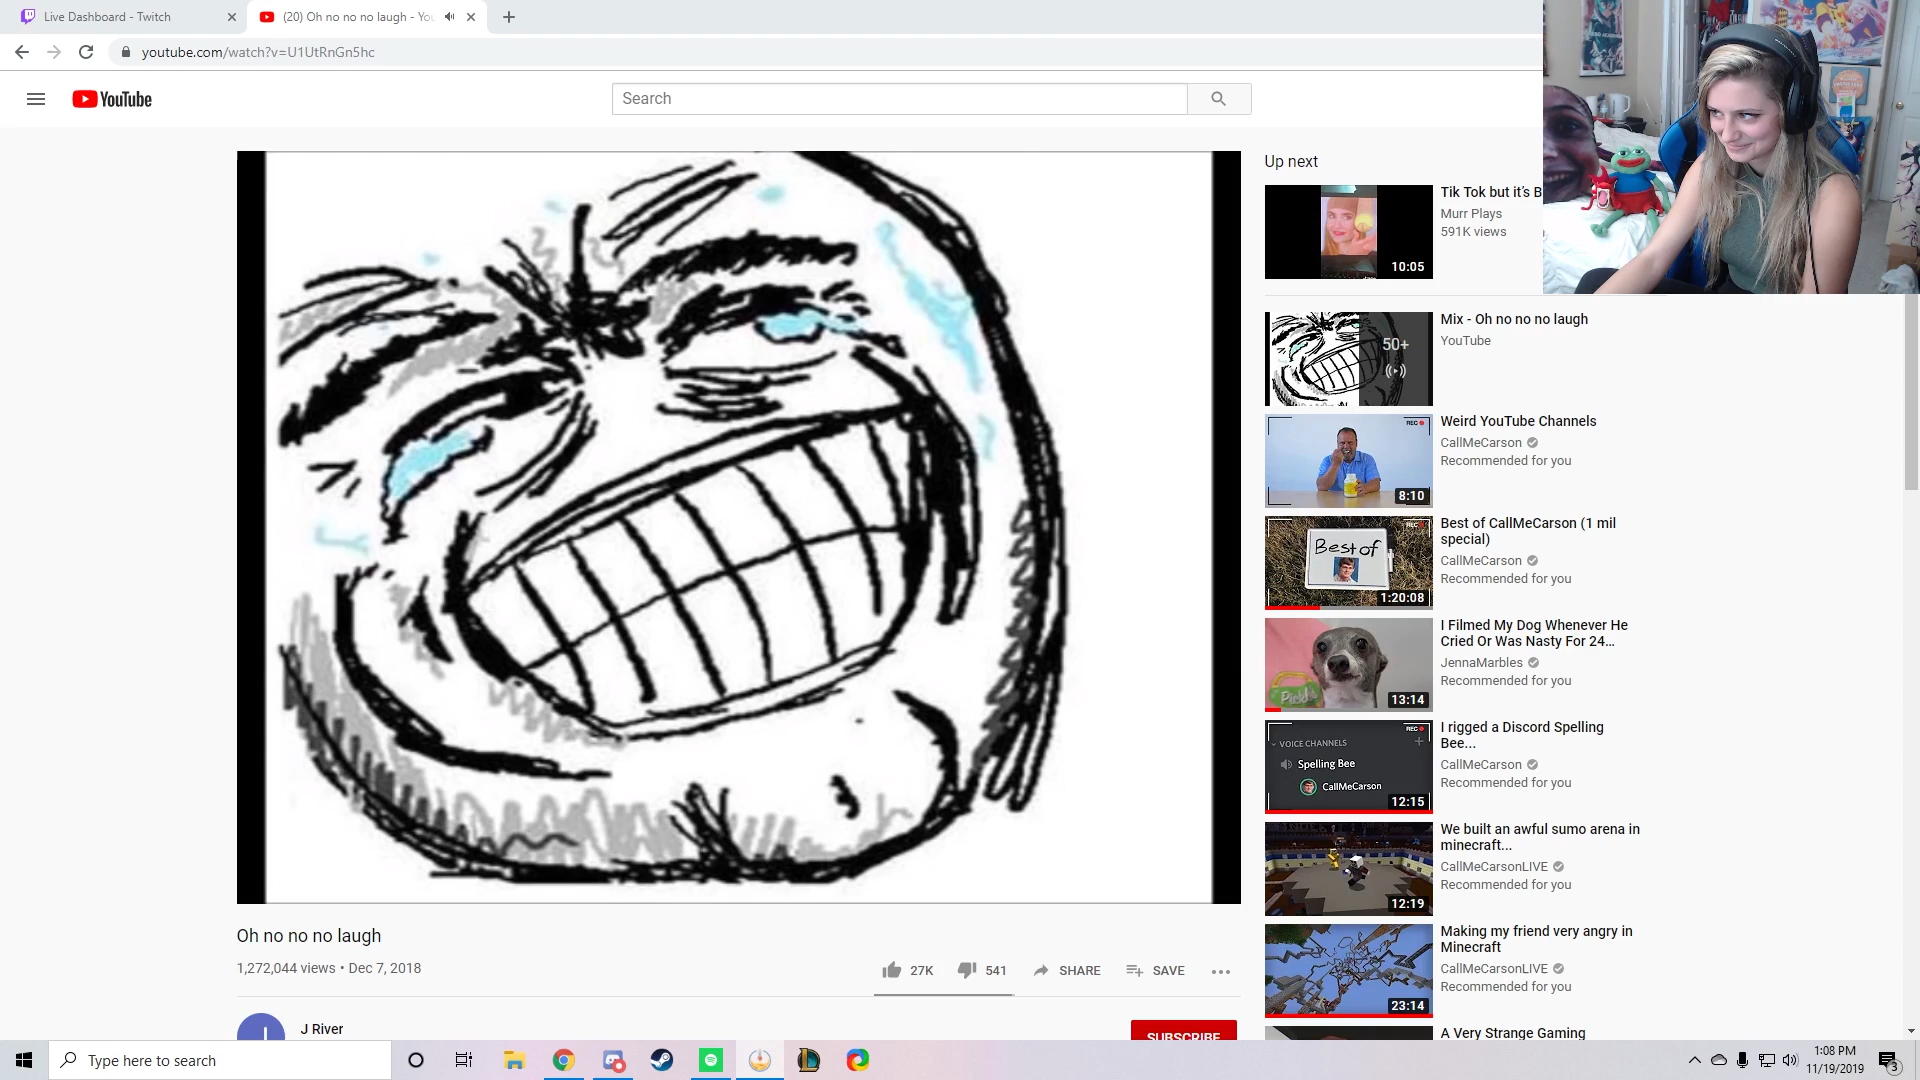 Live Dashboard - Twitch
(20) Oh no no no laugh - You
youtube.com/watch?v=U1UtRnGn5hc
YouTube
Search
Up next
Tik Tok but it's B
Murr Plays
591K views
10:05
Mix - Oh no no no laugh
YouTube
50+
Weird YouTube Channels
CallMeCarson
Recommended for you
REC
8:10
Best of CallMeCarson (1 mil
special)
CallMeCarson
Recommended for you
Best of
REC
1:20:08
I Filmed My Dog Whenever He
Cried Or Was Nasty For 24...
JennaMarbles
Recommended for you
13:14
I rigged a Discord Spelling
Bee...
CallMeCarson
Recommended for you
REC
VOICE CHANNELS
Spelling Bee
CallMeCarson
12:15
We built an awful sumo arena in
minecraft...
CallMeCarsonLIVE
Recommended for you
12:19
Making my friend very angry in
Minecraft
CallMeCarsonLIVE
Recommended for you
23:14
A Very Strange Gaming
Oh no no no laugh
1,272,044 views • Dec 7, 2018
27K
541
SHARE
SAVE
J
J River
SUBSCRIBE
Type here to search
1:08 PM
11/19/2019
3